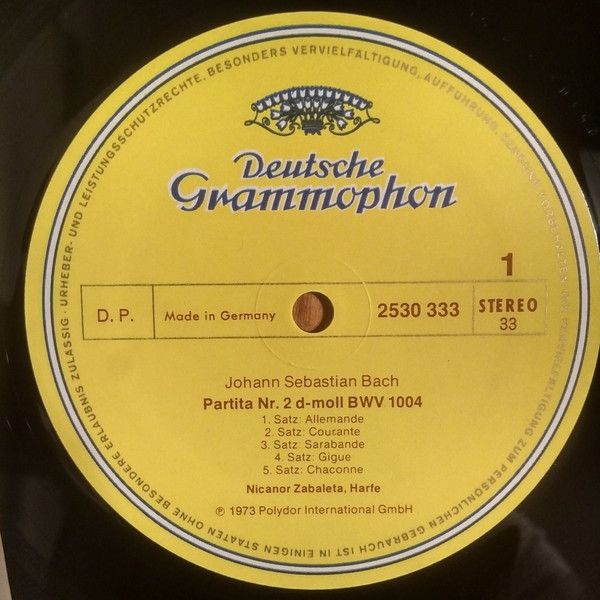 URHEBER- UND LEISTUNGSSCHUTZRECHTE, BESONDERS VERVIELFÄLTIGUNG, AUFFÜHRUNG,
ZUM PERSÖNLICHEN GEBRAUCH IST IN EINIGEN STAATEN OHNE BESONDERE ERLAUBNIS ZULÄSSIG ·
Deutsche
Grammophon
1
D. P.
Made in Germany
2530 333
STEREO
33
Johann Sebastian Bach
Partita Nr. 2 d-moll BWV 1004
1. Satz: Allemande
2. Satz: Courante
3. Satz: Sarabande
4. Satz: Gigue
5. Satz: Chaconne
Nicanor Zabaleta, Harfe
℗ 1973 Polydor International GmbH